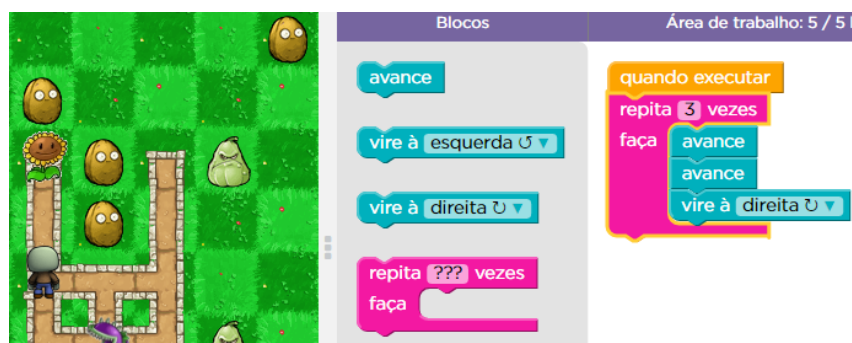 Blocos
avance
vire à esquerda ↺ ▼
vire à direita ↻ ▼
repita ??? vezes
faça
Área de trabalho: 5 / 5
quando executar
repita 3 vezes
faça avance
avance
vire à direita ↻ ▼